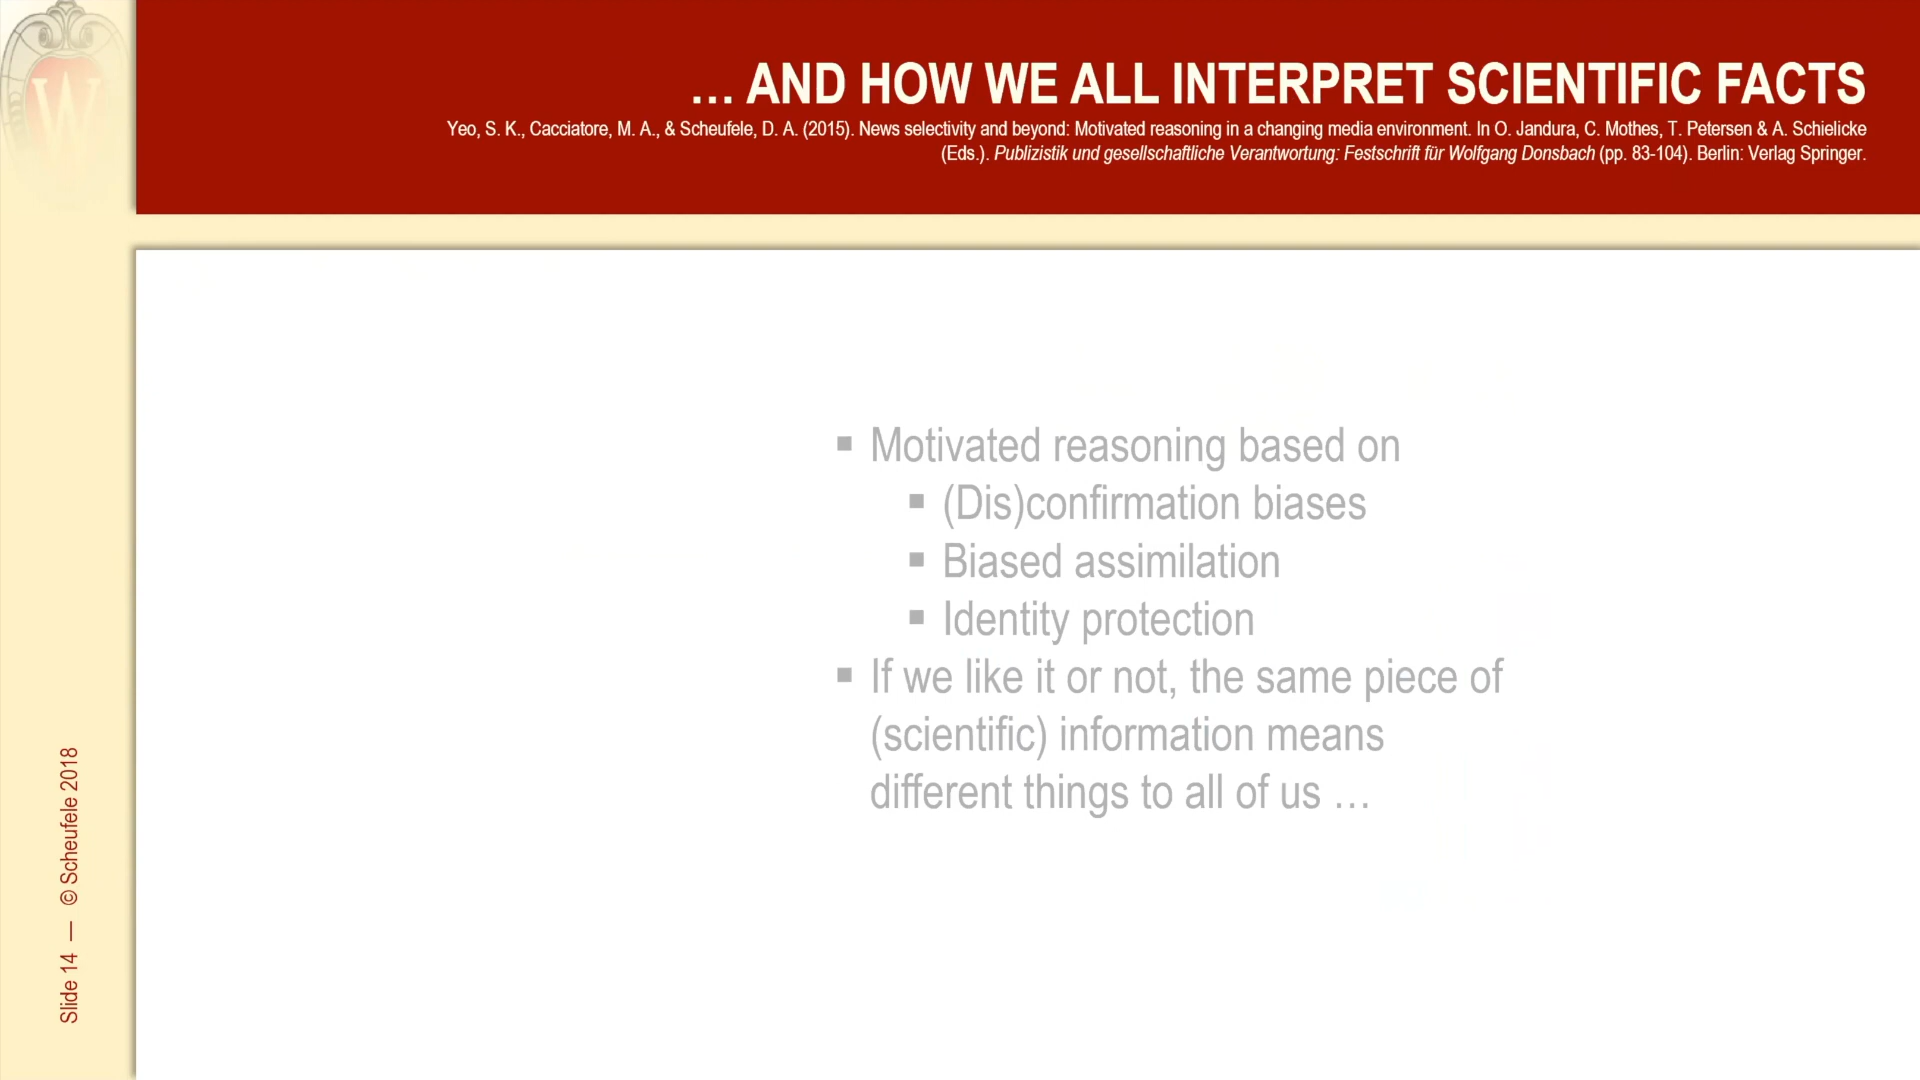 … AND HOW WE ALL INTERPRET SCIENTIFIC FACTS
Yeo, S. K., Cacciatore, M. A., & Scheufele, D. A. (2015). News selectivity and beyond: Motivated reasoning in a changing media environment. In O. Jandura, C. Mothes, T. Petersen & A. Schielicke
(Eds.). Publizistik und gesellschaftliche Verantwortung: Festschrift für Wolfgang Donsbach (pp. 83-104). Berlin: Verlag Springer.
▪ Motivated reasoning based on
▪ (Dis)confirmation biases
▪ Biased assimilation
▪ Identity protection
▪ If we like it or not, the same piece of
(scientific) information means
different things to all of us …
Slide 14 — © Scheufele 2018
W